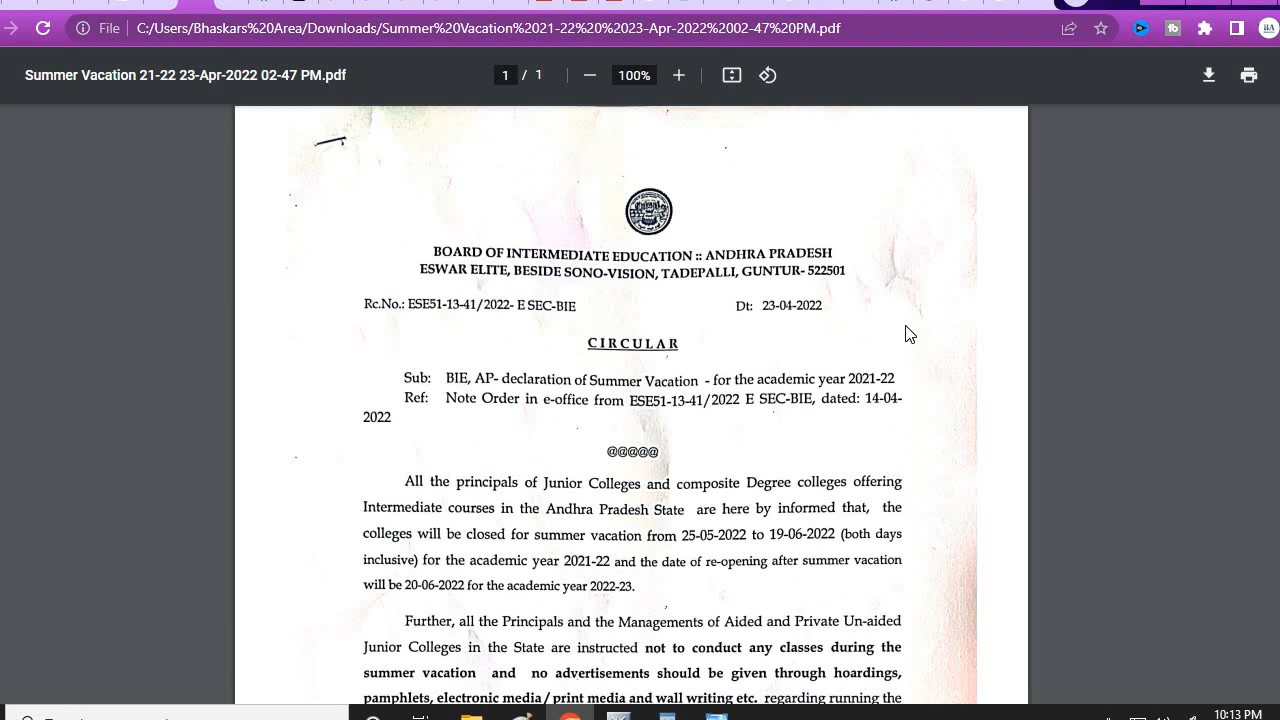 File C:/Users/Bhaskars%20Area/Downloads/Summer%20Vacation%2021-22%20%2023-Apr-2022%2002-47%20PM.pdf
Summer Vacation 21-22 23-Apr-2022 02-47 PM.pdf
1 / 1
100%
BOARD OF INTERMEDIATE EDUCATION :: ANDHRA PRADESH
ESWAR ELITE, BESIDE SONO-VISION, TADEPALLI, GUNTUR- 522501
Rc.No.: ESE51-13-41/2022- E SEC-BIE Dt: 23-04-2022
CIRCULAR
Sub: BIE, AP- declaration of Summer Vacation - for the academic year 2021-22
Ref: Note Order in e-office from ESE51-13-41/2022 E SEC-BIE, dated: 14-04-
2022
@@@@@
All the principals of Junior Colleges and composite Degree colleges offering
Intermediate courses in the Andhra Pradesh State are here by informed that, the
colleges will be closed for summer vacation from 25-05-2022 to 19-06-2022 (both days
inclusive) for the academic year 2021-22 and the date of re-opening after summer vacation
will be 20-06-2022 for the academic year 2022-23.
Further, all the Principals and the Managements of Aided and Private Un-aided
Junior Colleges in the State are instructed not to conduct any classes during the
summer vacation and no advertisements should be given through hoardings,
pamphlets, electronic media/print media and wall writing etc. regarding running the
10:13 PM